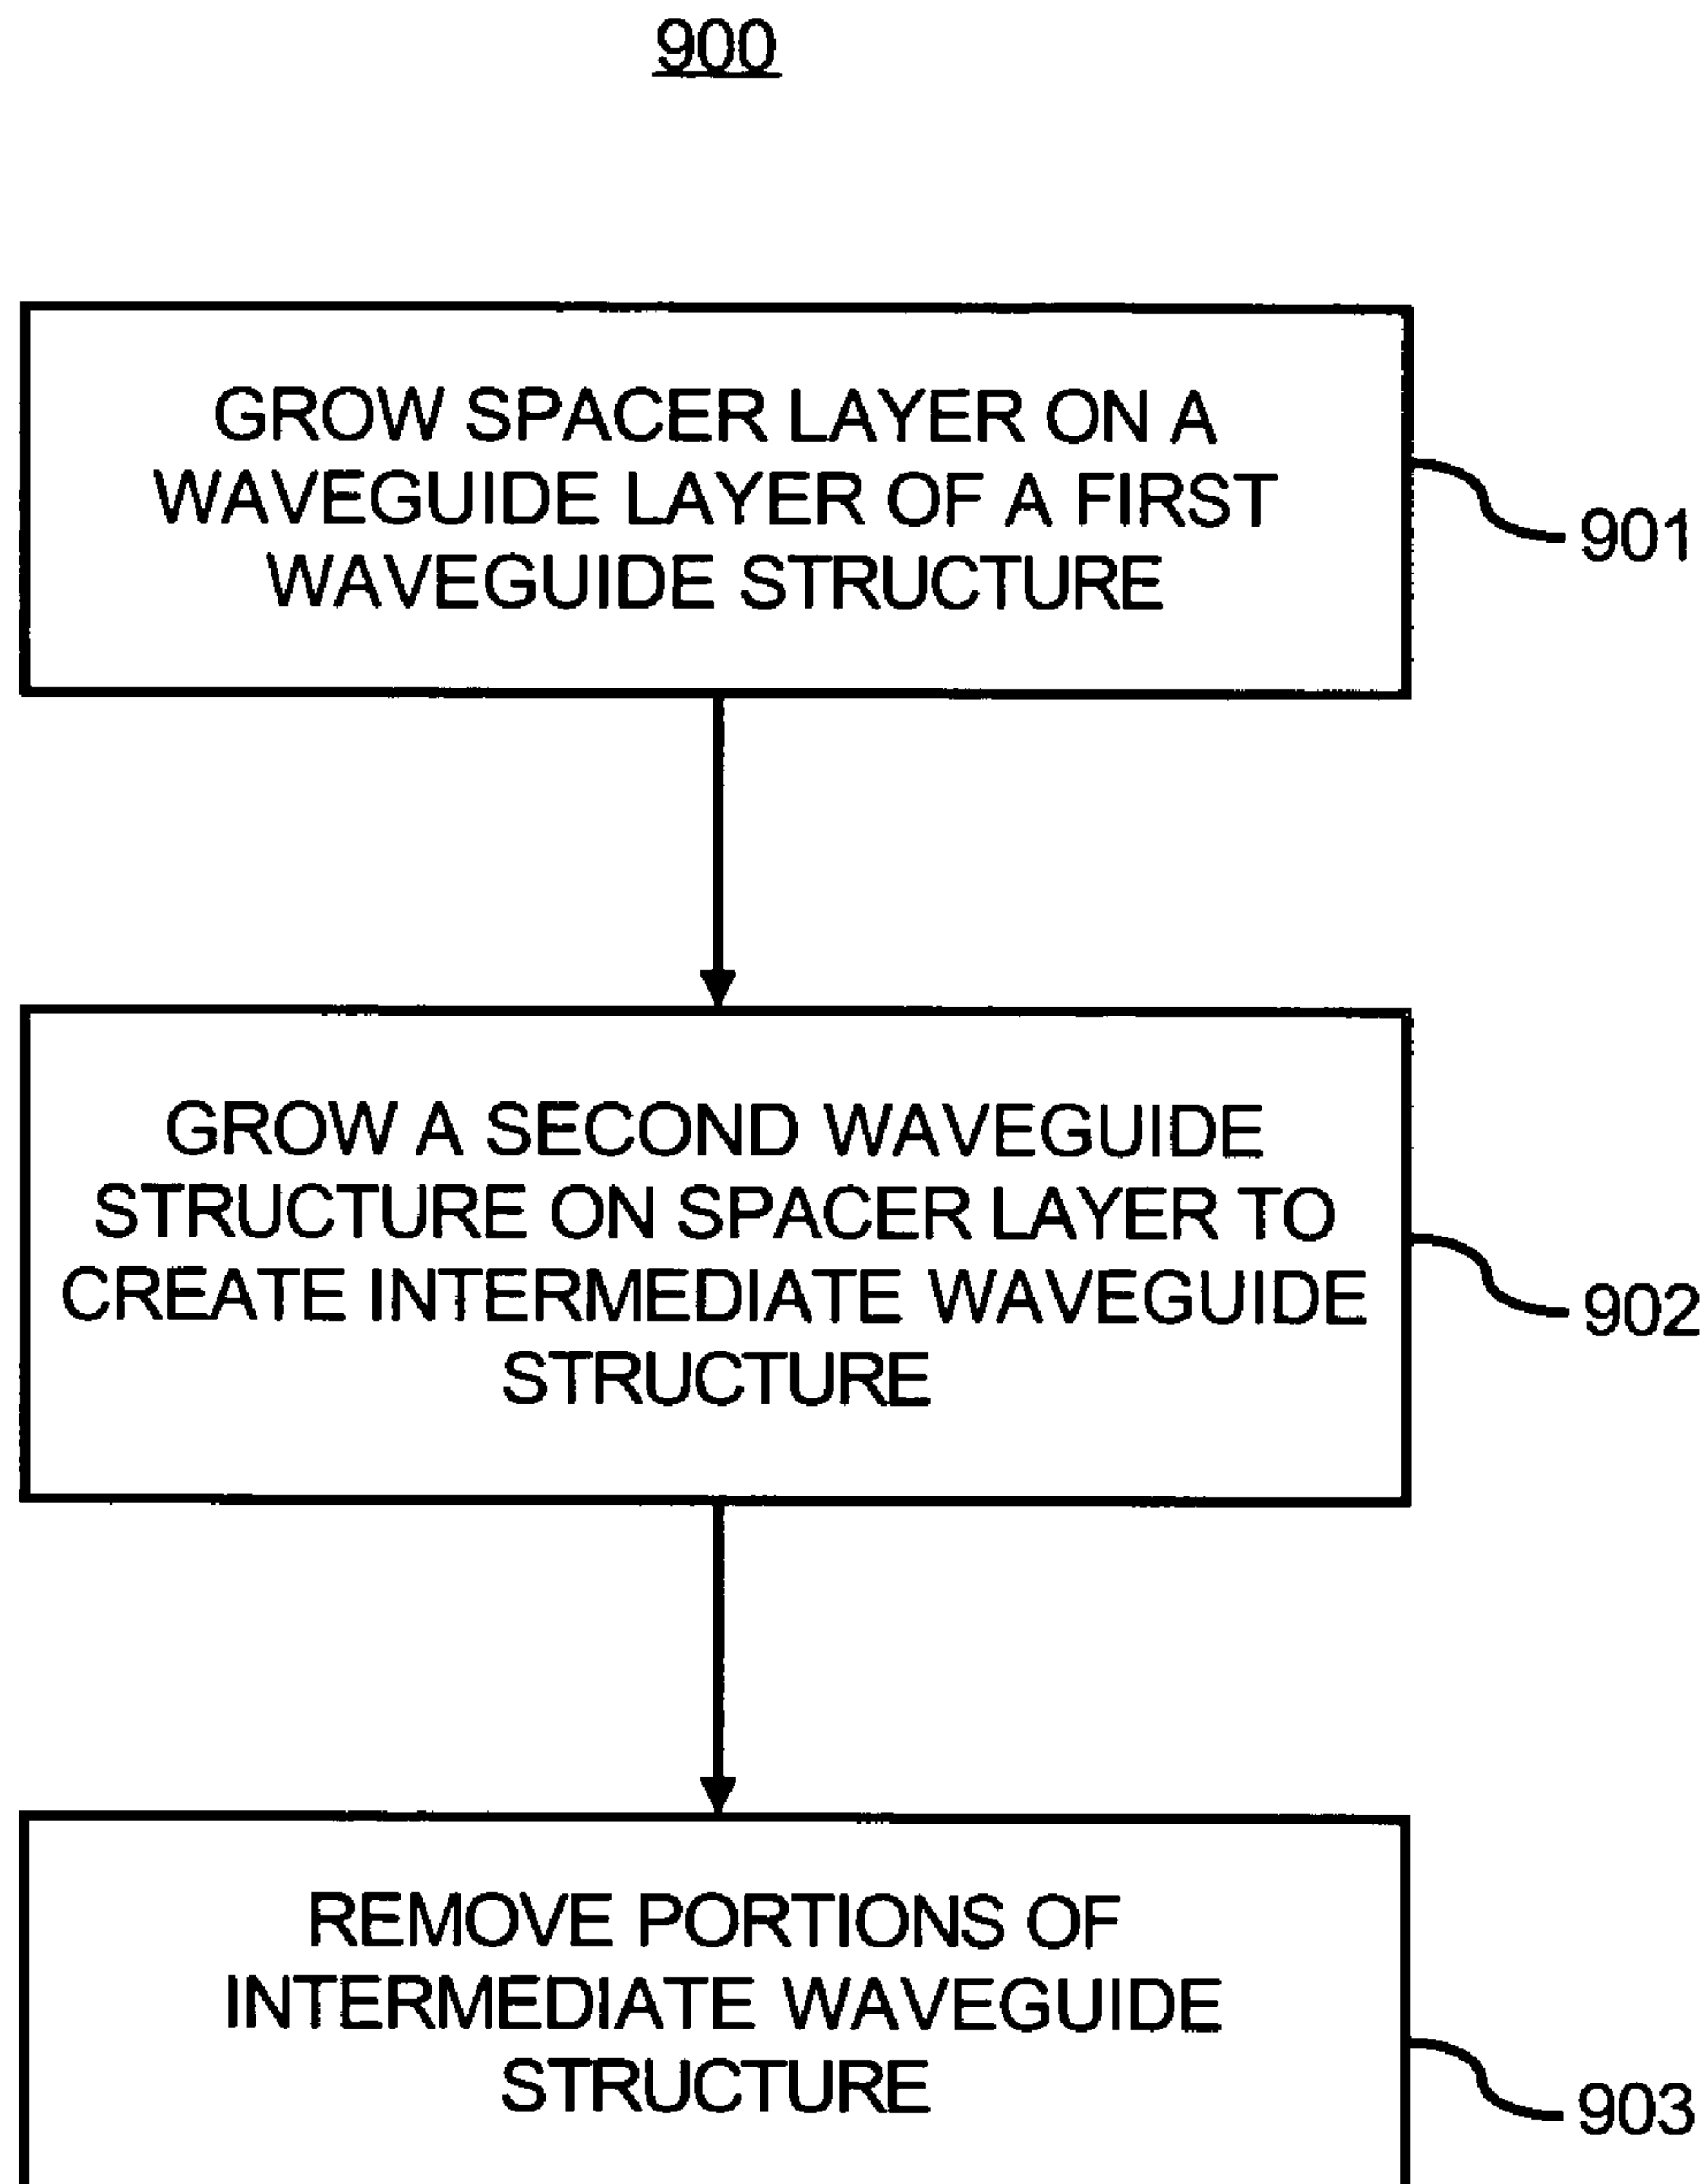 900
GROW SPACER LAYER ON A
WAVEGUIDE LAYER OF A FIRST
WAVEGUIDE STRUCTURE
901
GROW A SECOND WAVEGUIDE
STRUCTURE ON SPACER LAYER TO
CREATE INTERMEDIATE WAVEGUIDE
STRUCTURE
902
REMOVE PORTIONS OF
INTERMEDIATE WAVEGUIDE
STRUCTURE
903